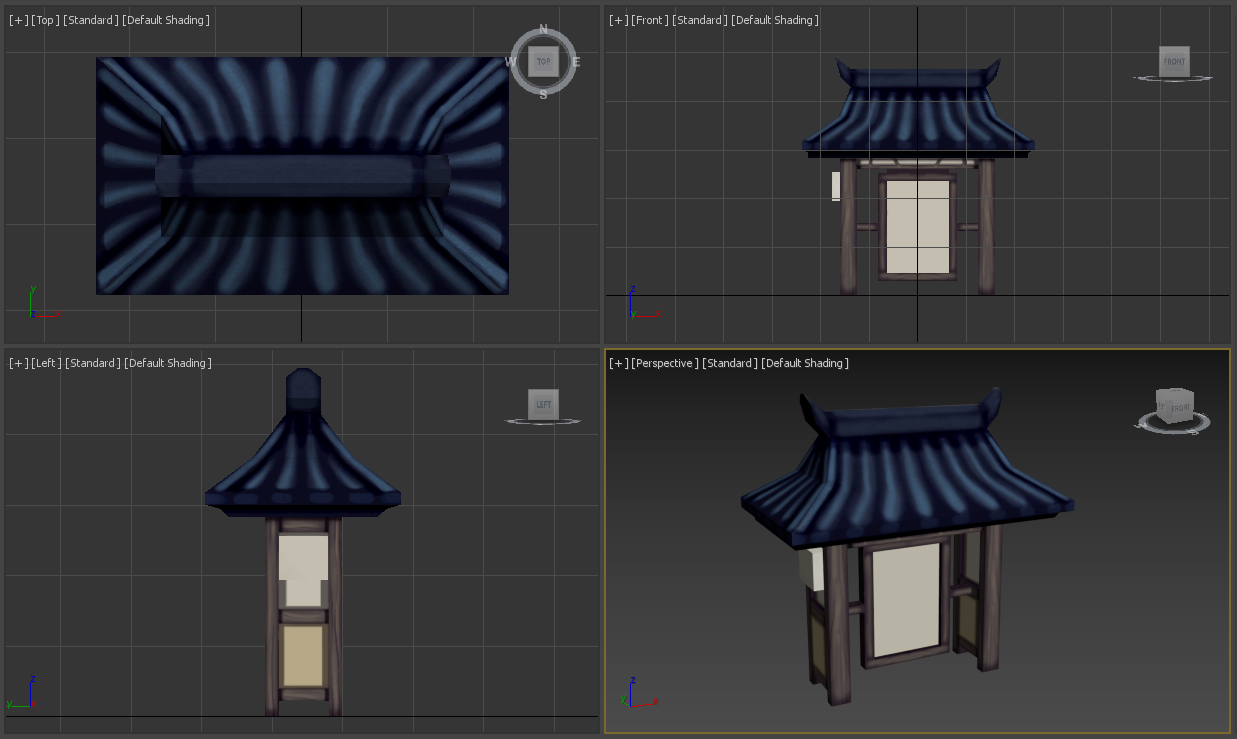 [+] [Top] [Standard] [Default Shading]
N
W TOP E
S
y
z x
[+] [Front] [Standard] [Default Shading]
FRONT
z
y x
[+] [Left] [Standard] [Default Shading]
LEFT
z
y x
[+] [Perspective] [Standard] [Default Shading]
FRONT
z
y x